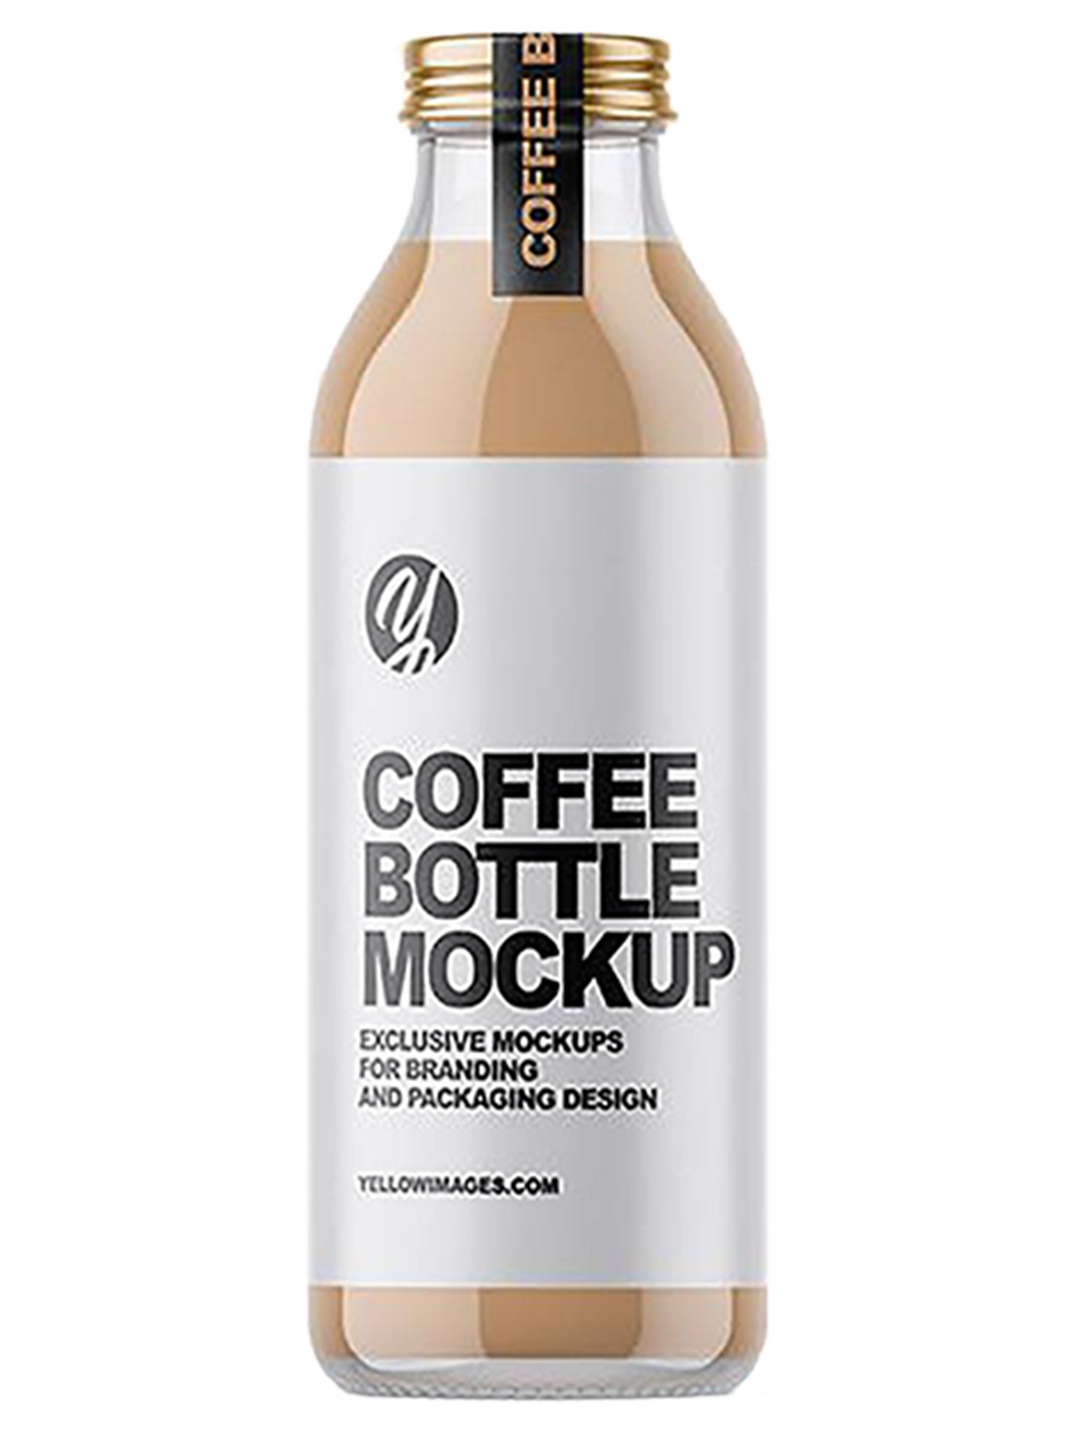 COFFEE B
Y
COFFEE
BOTTLE
MOCKUP
EXCLUSIVE MOCKUPS
FOR BRANDING
AND PACKAGING DESIGN
YELLOWIMAGES.COM